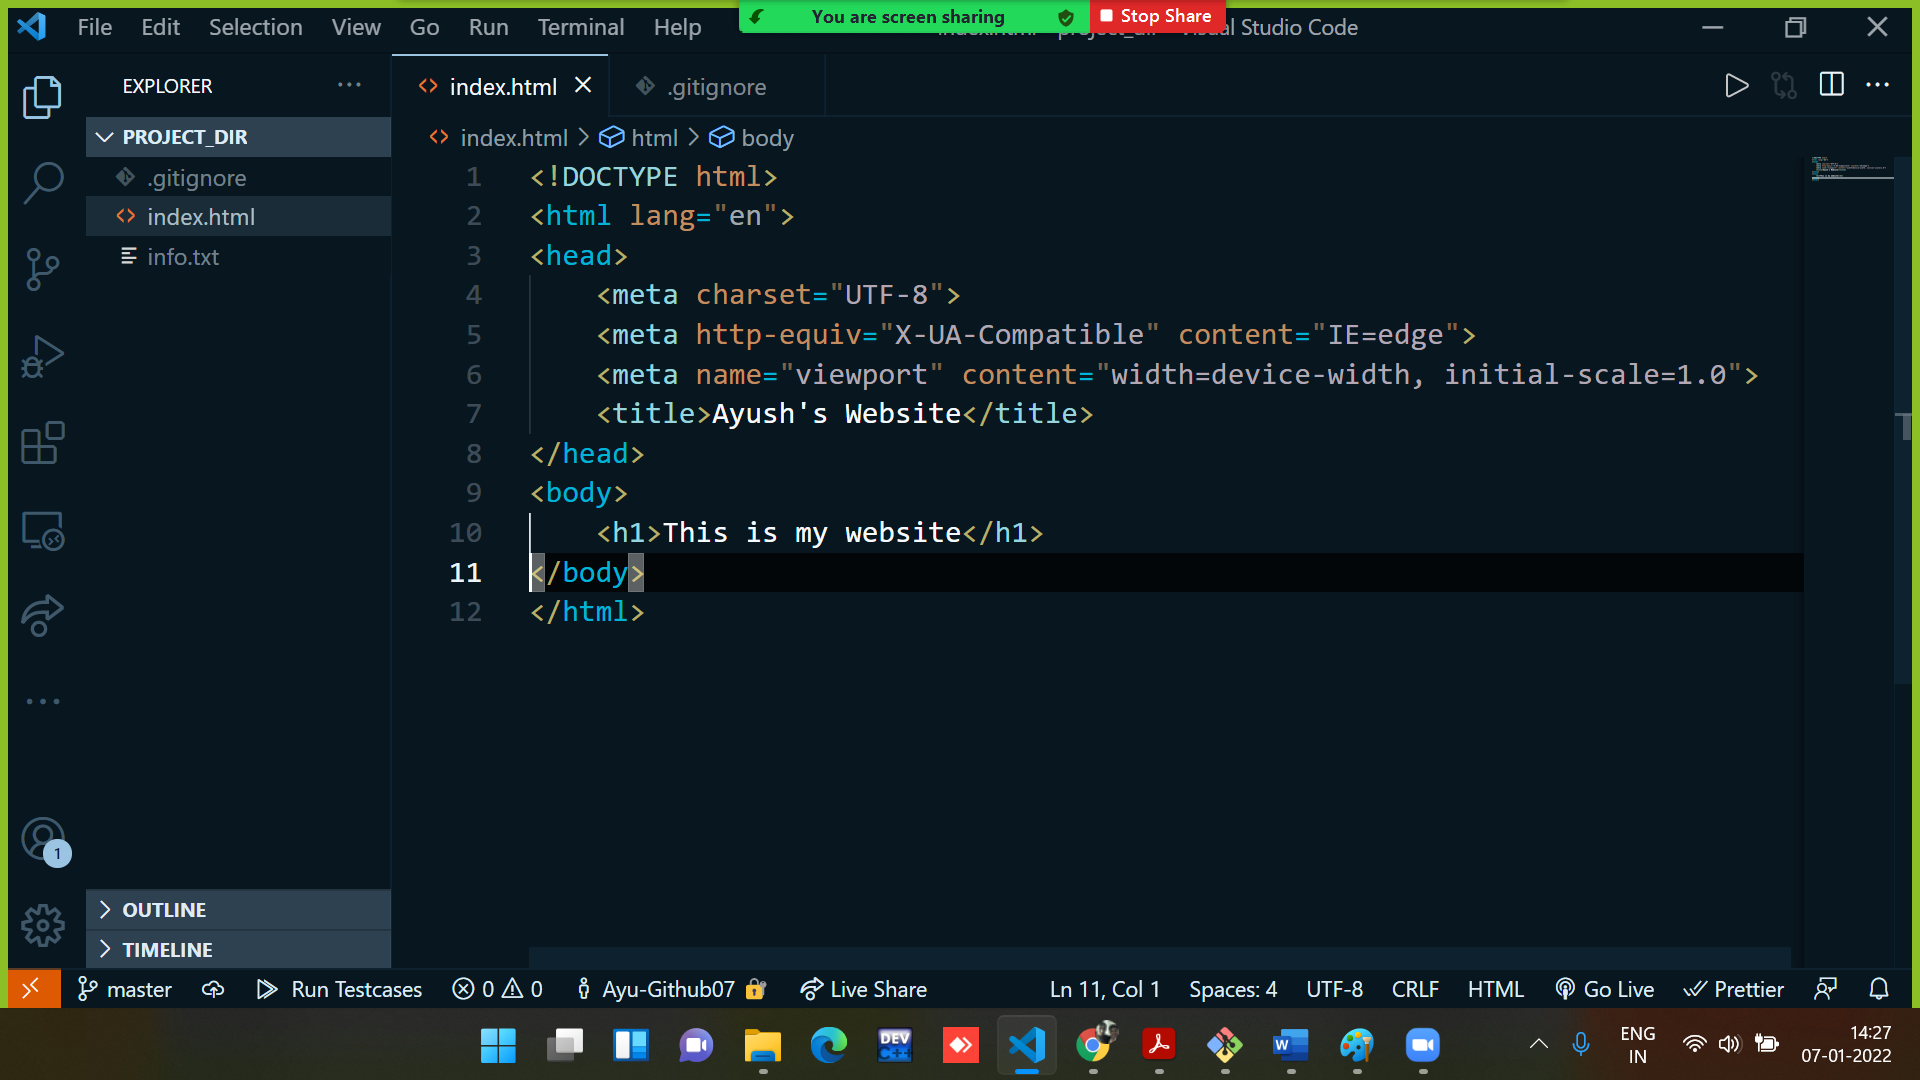 You are screen sharing
Stop Share
File Edit Selection View Go Run Terminal Help
Visual Studio Code
EXPLORER
index.html
.gitignore
PROJECT_DIR
.gitignore
index.html
info.txt
index.html > html > body
1 <!DOCTYPE html>
2 <html lang="en">
3 <head>
4 <meta charset="UTF-8">
5 <meta http-equiv="X-UA-Compatible" content="IE=edge">
6 <meta name="viewport" content="width=device-width, initial-scale=1.0">
7 <title>Ayush's Website</title>
8 </head>
9 <body>
10 <h1>This is my website</h1>
11 </body>
12 </html>
1
OUTLINE
TIMELINE
master Run Testcases 0 0 Ayu-Github07 Live Share Ln 11, Col 1 Spaces: 4 UTF-8 CRLF HTML Go Live Prettier
DEV
C++
W
ENG
IN
14:27
07-01-2022